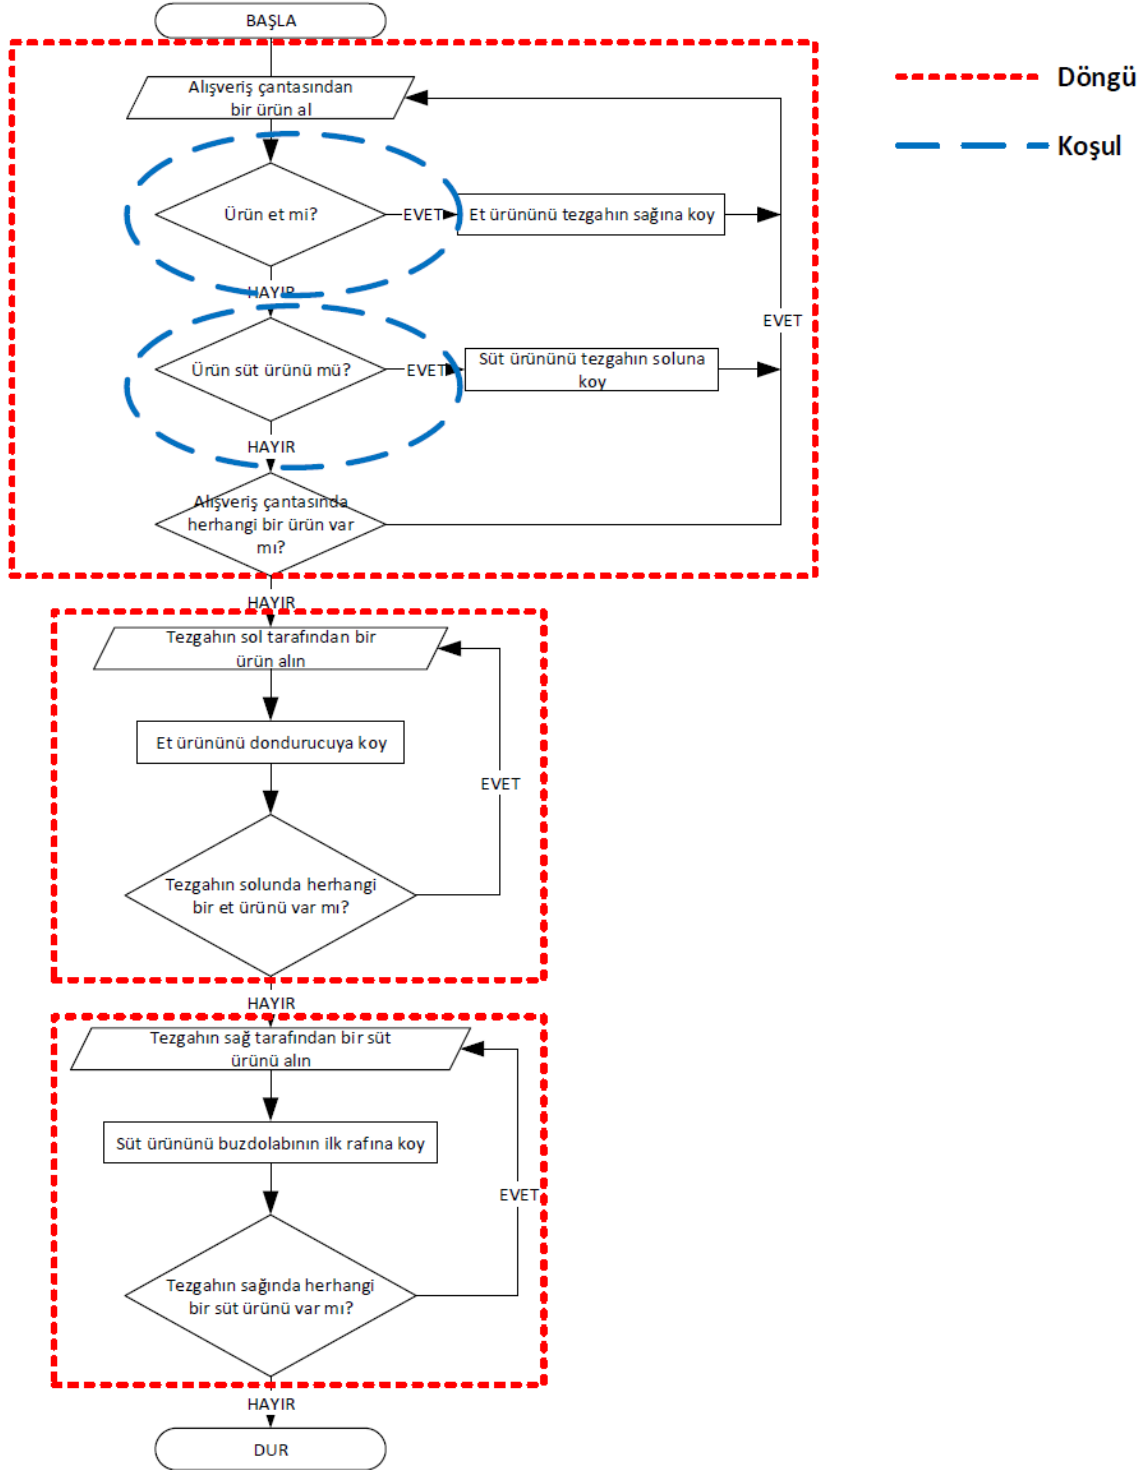 BAŞLA
Döngü
Koşul
Alışveriş çantasından
bir ürün al
Ürün et mi?
EVET
Et ürününü tezgahın sağına koy
HAYIR
EVET
Ürün süt ürünü mü?
EVET
Süt ürününü tezgahın soluna
koy
HAYIR
Alışveriş çantasında
herhangi bir ürün var
mı?
HAYIR
Tezgahın sol tarafından bir
ürün alın
Et ürününü dondurucuya koy
EVET
Tezgahın solunda herhangi
bir et ürünü var mı?
HAYIR
Tezgahın sağ tarafından bir süt
ürünü alın
Süt ürününü buzdolabının ilk rafına koy
EVET
Tezgahın sağında herhangi
bir süt ürünü var mı?
HAYIR
DUR